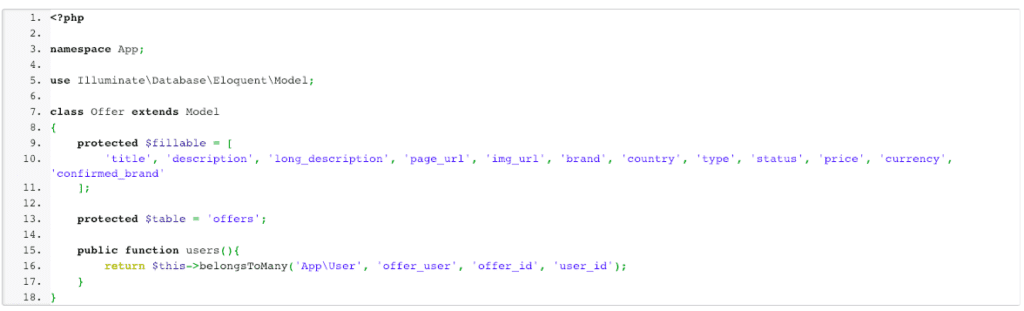 1. <?php
2.
3. namespace App;
4.
5. use Illuminate\Database\Eloquent\Model;
6.
7. class Offer extends Model
8. {
9.     protected $fillable = [
10.         'title', 'description', 'long_description', 'page_url', 'img_url', 'brand', 'country', 'type', 'status', 'price', 'currency',
'confirmed_brand'
11.     ];
12.
13.     protected $table = 'offers';
14.
15.     public function users(){
16.         return $this->belongsToMany('App\User', 'offer_user', 'offer_id', 'user_id');
17.     }
18. }